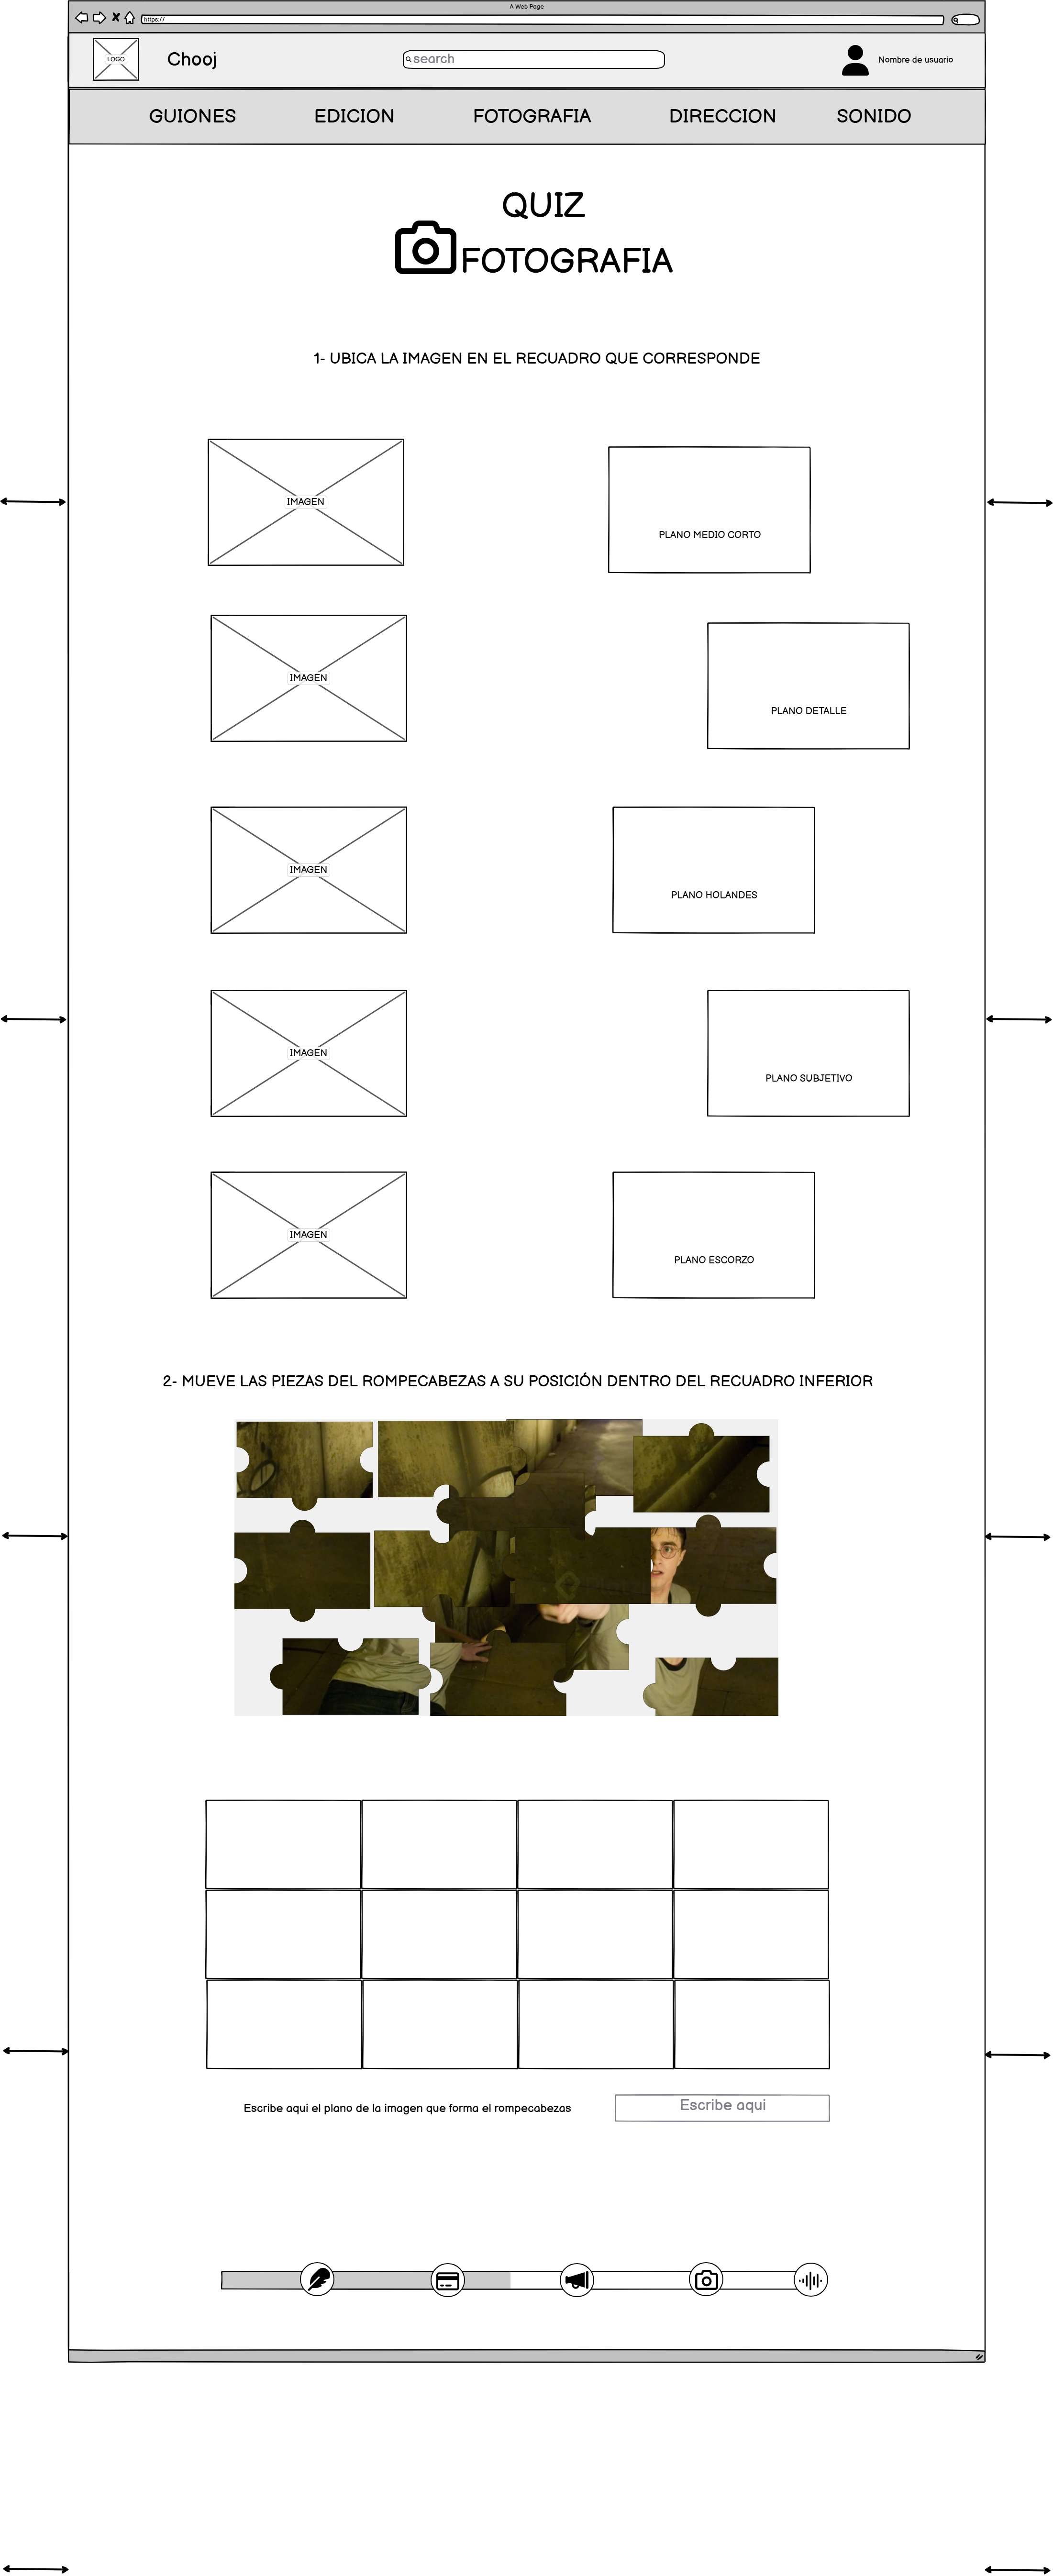 A Web Page
https://
LOGO
Chooj
search
Nombre de usuario
GUIONES EDICION FOTOGRAFIA DIRECCION SONIDO
QUIZ
FOTOGRAFIA
1- UBICA LA IMAGEN EN EL RECUADRO QUE CORRESPONDE
IMAGEN
PLANO MEDIO CORTO
IMAGEN
PLANO DETALLE
IMAGEN
PLANO HOLANDES
IMAGEN
PLANO SUBJETIVO
IMAGEN
PLANO ESCORZO
2- MUEVE LAS PIEZAS DEL ROMPECABEZAS A SU POSICIÓN DENTRO DEL RECUADRO INFERIOR
Escribe aqui el plano de la imagen que forma el rompecabezas
Escribe aqui